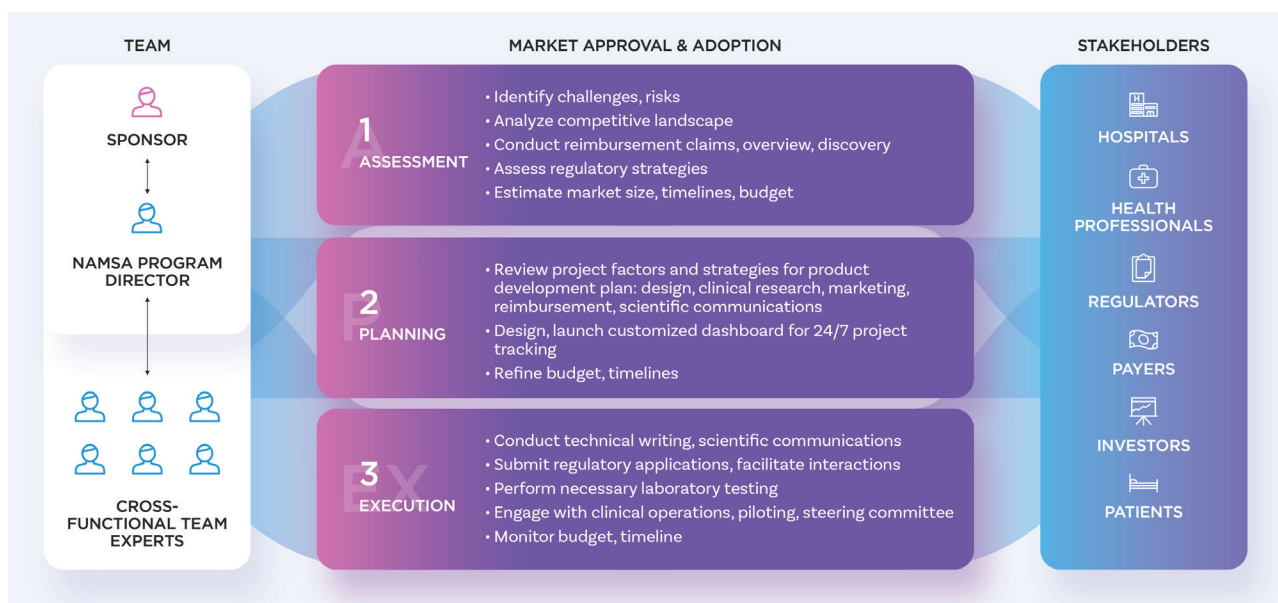 TEAM
SPONSOR
NAMSA PROGRAM
DIRECTOR
CROSS-
FUNCTIONAL TEAM
EXPERTS
MARKET APPROVAL & ADOPTION
A
1
ASSESSMENT
• Identify challenges, risks
• Analyze competitive landscape
• Conduct reimbursement claims, overview, discovery
• Assess regulatory strategies
• Estimate market size, timelines, budget
P
2
PLANNING
• Review project factors and strategies for product
development plan: design, clinical research, marketing,
reimbursement, scientific communications
• Design, launch customized dashboard for 24/7 project
tracking
• Refine budget, timelines
EX
3
EXECUTION
• Conduct technical writing, scientific communications
• Submit regulatory applications, facilitate interactions
• Perform necessary laboratory testing
• Engage with clinical operations, piloting, steering committee
• Monitor budget, timeline
STAKEHOLDERS
H
HOSPITALS
HEALTH
PROFESSIONALS
REGULATORS
PAYERS
INVESTORS
PATIENTS